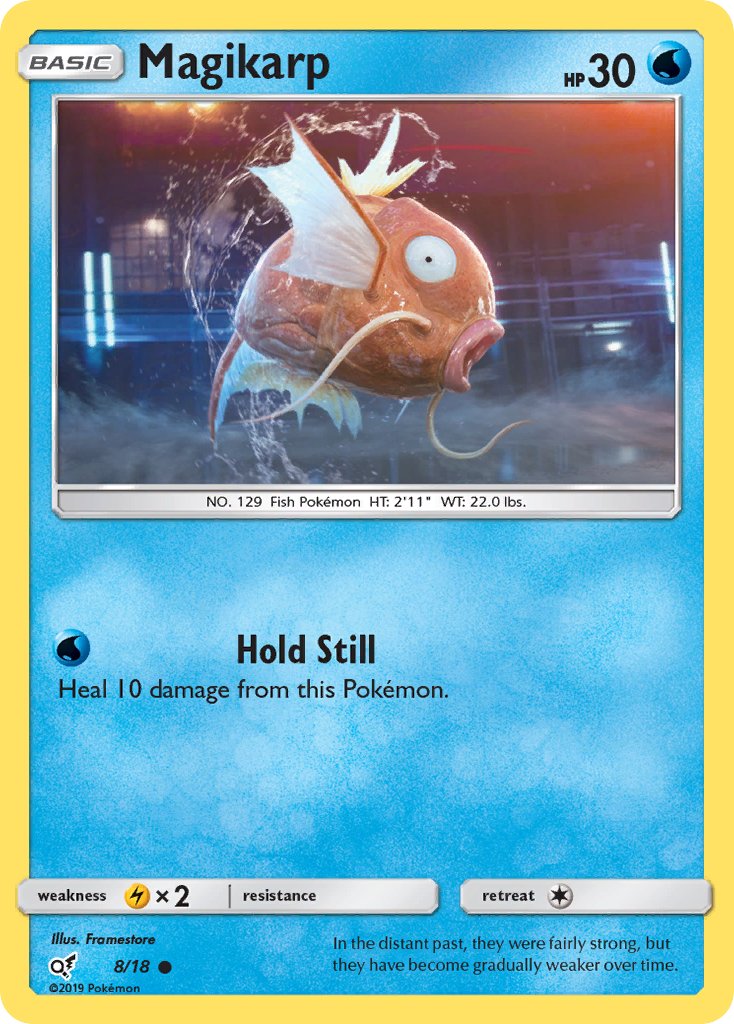 BASIC Magikarp HP 30
NO. 129 Fish Pokémon HT: 2'11" WT: 22.0 lbs.
Hold Still
Heal 10 damage from this Pokémon.
weakness ×2 resistance retreat
Illus. Framestore
8/18
©2019 Pokémon
In the distant past, they were fairly strong, but
they have become gradually weaker over time.